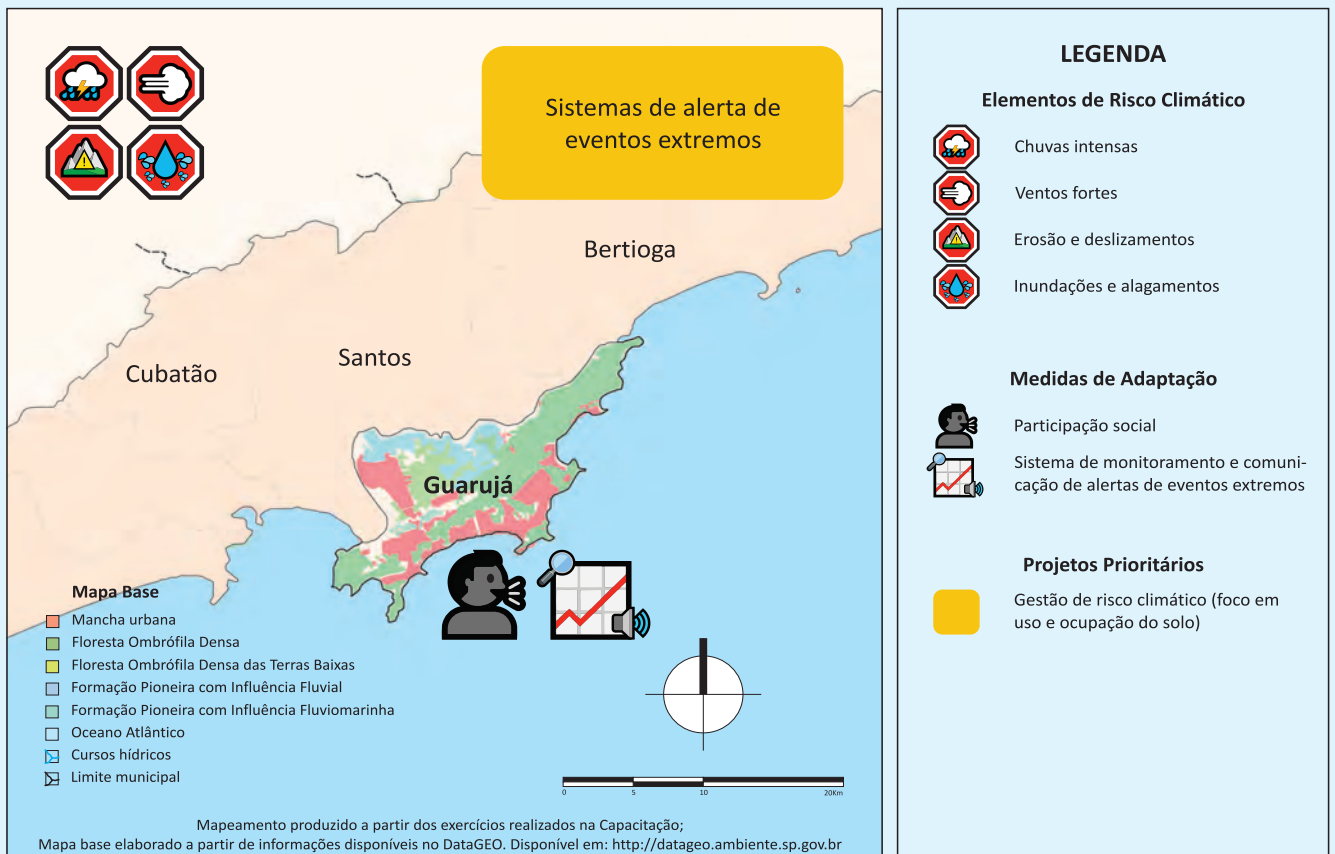 Sistemas de alerta de
eventos extremos
Bertioga
Santos
Cubatão
Guarujá
Mapa Base
Mancha urbana
Floresta Ombrófila Densa
Floresta Ombrófila Densa das Terras Baixas
Formação Pioneira com Influência Fluvial
Formação Pioneira com Influência Fluviomarinha
Oceano Atlântico
Cursos hídricos
Limite municipal
0 5 10 20Km
Mapeamento produzido a partir dos exercícios realizados na Capacitação;
Mapa base elaborado a partir de informações disponíveis no DataGEO. Disponível em: http://datageo.ambiente.sp.gov.br
LEGENDA
Elementos de Risco Climático
Chuvas intensas
Ventos fortes
Erosão e deslizamentos
Inundações e alagamentos
Medidas de Adaptação
Participação social
Sistema de monitoramento e comuni-
cação de alertas de eventos extremos
Projetos Prioritários
Gestão de risco climático (foco em
uso e ocupação do solo)